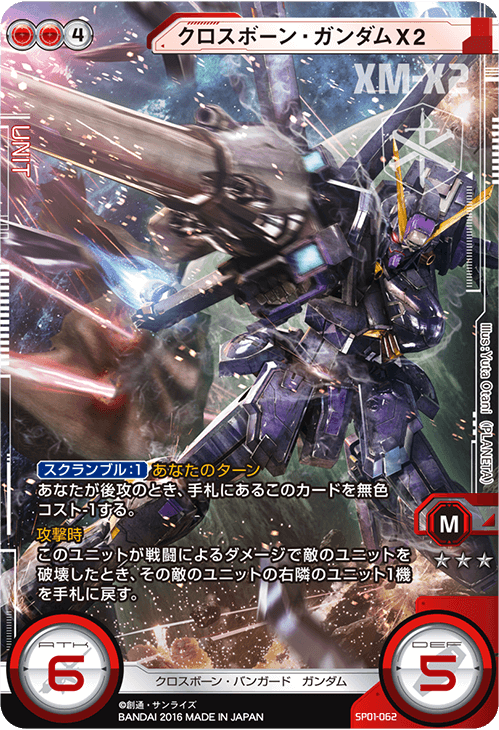 4
クロスボーン・ガンダムX2
XM-X2
UNIT
Illus:Yuta Otani (PLANETA)
スクランブル:1 あなたのターン
あなたが後攻のとき、手札にあるこのカードを無色
コスト-1する。
攻撃時
このユニットが戦闘によるダメージで敵のユニットを
破壊したとき、その敵のユニットの右隣のユニット1機
を手札に戻す。
M
ATK
6
DEF
5
クロスボーン・バンガード ガンダム
©創通・サンライズ
BANDAI 2016 MADE IN JAPAN
SP01-062